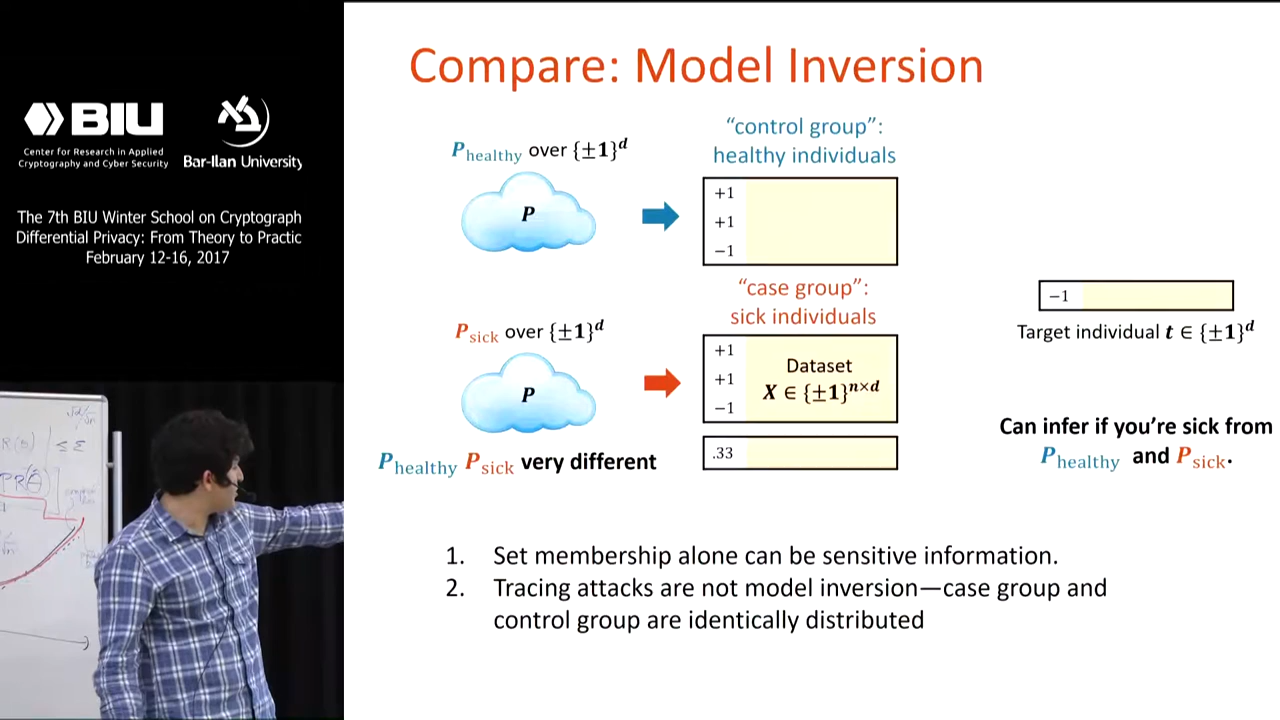 BIU
Center for Research in Applied
Cryptography and Cyber Security
Bar-Ilan University
The 7th BIU Winter School on Cryptograph
Differential Privacy: From Theory to Practic
February 12-16, 2017
Compare: Model Inversion
P_healthy over {±1}^d
P
"control group":
healthy individuals
+1
+1
−1
"case group":
sick individuals
P_sick over {±1}^d
P
+1
+1
−1
Dataset
X ∈ {±1}^{n×d}
.33
P_healthy P_sick very different
−1
Target individual t ∈ {±1}^d
Can infer if you're sick from
P_healthy and P_sick.
1. Set membership alone can be sensitive information.
2. Tracing attacks are not model inversion—case group and
control group are identically distributed
≤ Ɛ